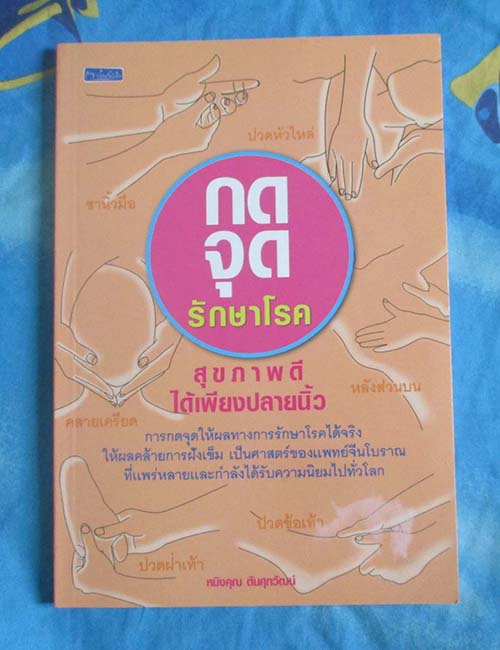 ปวดหัวไหล่
ชานิ้วมือ
กด
จุด
รักษาโรค
สุขภาพดี
ได้เพียงปลายนิ้ว
หลังส่วนบน
คลายเครียด
การกดจุดให้ผลทางการรักษาโรคได้จริง
ให้ผลคล้ายการฝังเข็ม เป็นศาสตร์ของแพทย์จีนโบราณ
ที่แพร่หลายและกำลังได้รับความนิยมไปทั่วโลก
ปวดข้อเท้า
ปวดฝ่าเท้า
หมิงคุณ ตันศุภวัฒน์